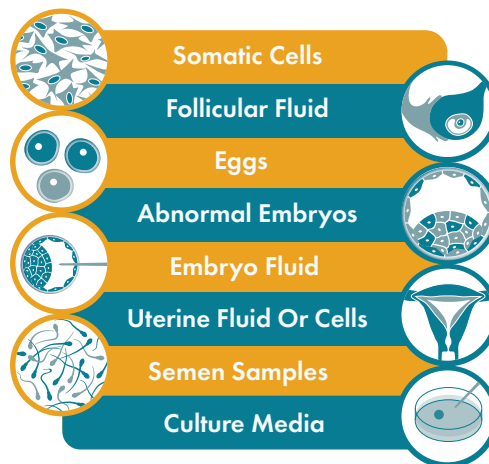 Somatic Cells
Follicular Fluid
Eggs
Abnormal Embryos
Embryo Fluid
Uterine Fluid Or Cells
Semen Samples
Culture Media